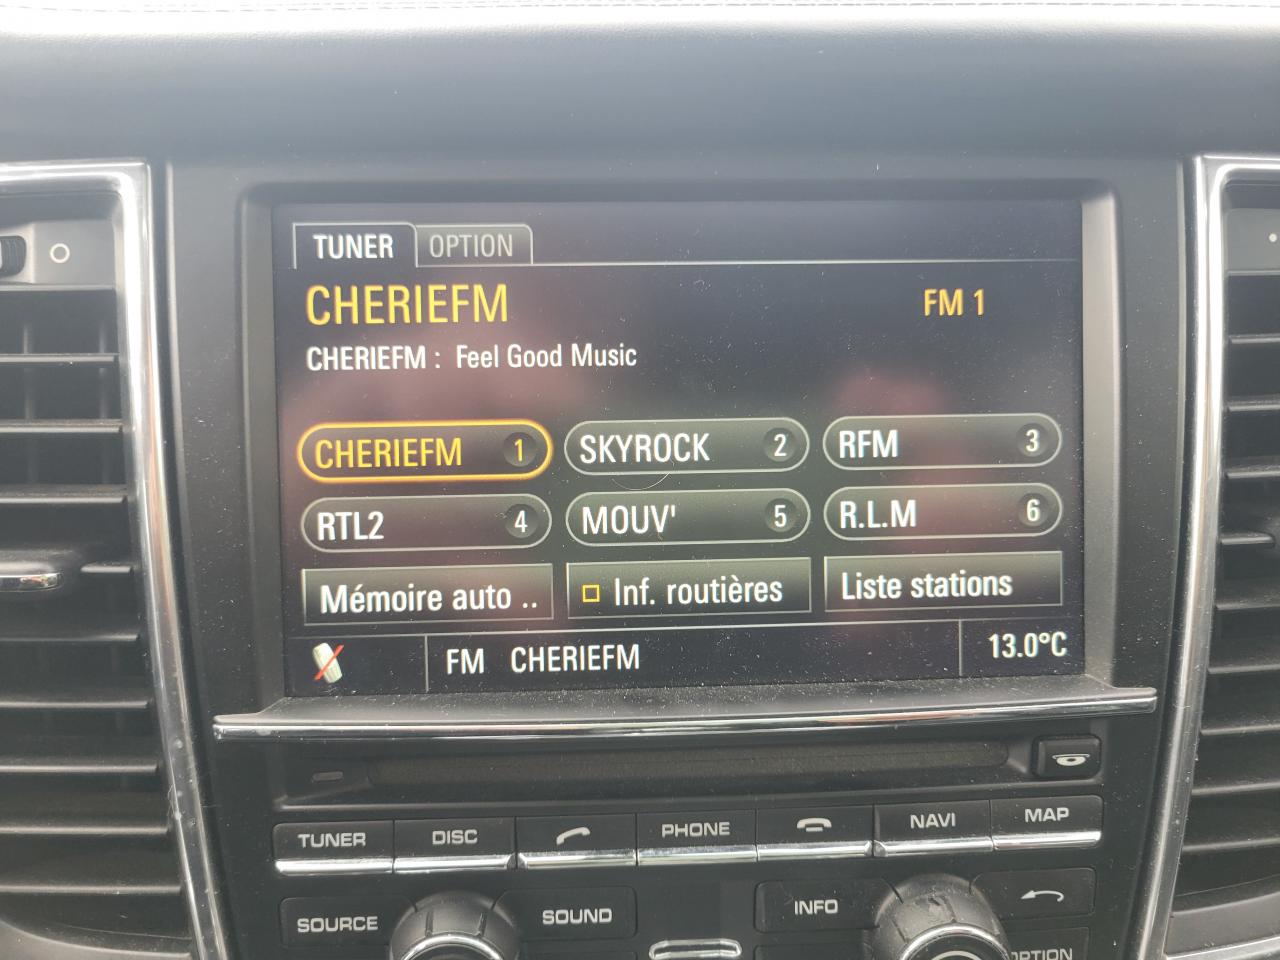 TUNER OPTION
CHERIEFM FM 1
CHERIEFM : Feel Good Music
CHERIEFM 1 SKYROCK 2 RFM 3
RTL2 4 MOUV' 5 R.L.M 6
Mémoire auto .. Inf. routières Liste stations
FM CHERIEFM 13.0°C
TUNER DISC PHONE NAVI MAP
SOURCE SOUND INFO
OPTION